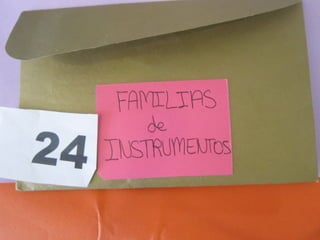 FAMILIAS
de
INSTRUMENTOS
24